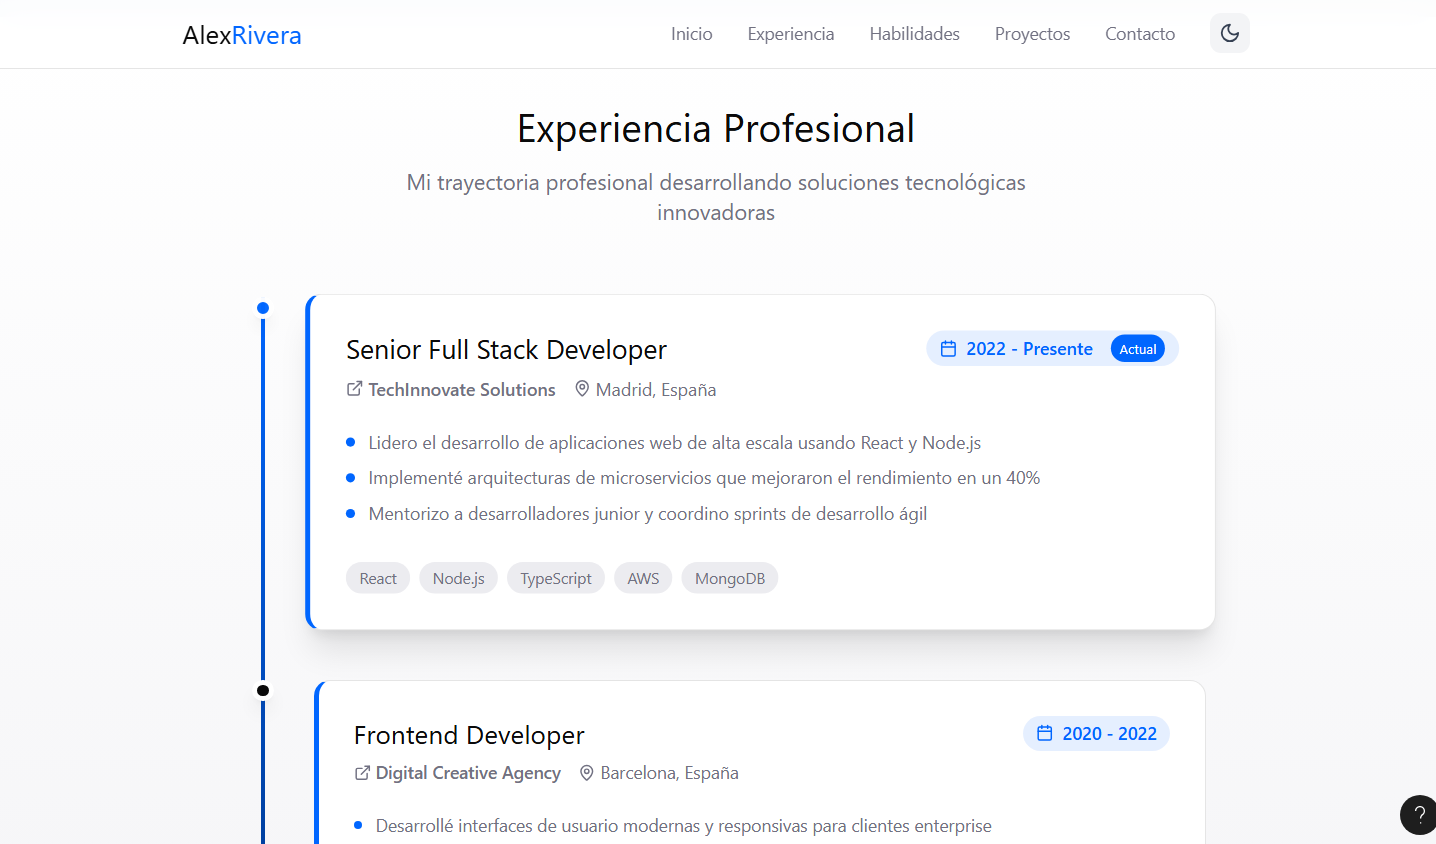 AlexRivera
Inicio
Experiencia
Habilidades
Proyectos
Contacto
Experiencia Profesional
Mi trayectoria profesional desarrollando soluciones tecnológicas
innovadoras
Senior Full Stack Developer
2022 - Presente
Actual
TechInnovate Solutions
Madrid, España
Lidero el desarrollo de aplicaciones web de alta escala usando React y Node.js
Implementé arquitecturas de microservicios que mejoraron el rendimiento en un 40%
Mentorizo a desarrolladores junior y coordino sprints de desarrollo ágil
React
Node.js
TypeScript
AWS
MongoDB
Frontend Developer
2020 - 2022
Digital Creative Agency
Barcelona, España
Desarrollé interfaces de usuario modernas y responsivas para clientes enterprise
?